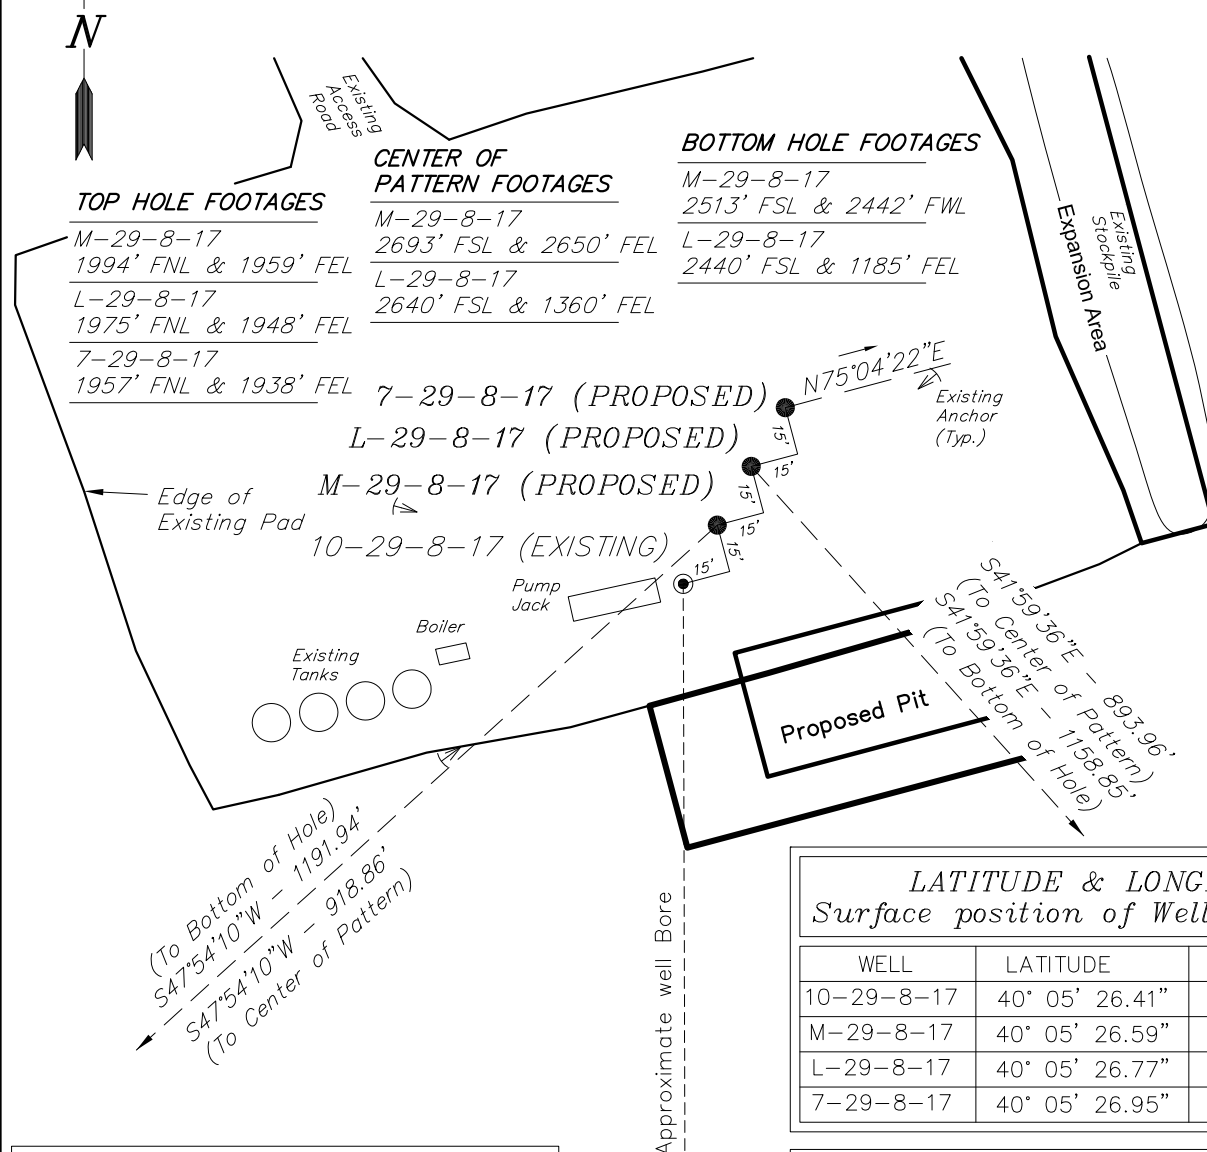 N
Existing
Access
Road
TOP HOLE FOOTAGES
M-29-8-17
1994' FNL & 1959' FEL
L-29-8-17
1975' FNL & 1948' FEL
7-29-8-17
1957' FNL & 1938' FEL
CENTER OF
PATTERN FOOTAGES
M-29-8-17
2693' FSL & 2650' FEL
L-29-8-17
2640' FSL & 1360' FEL
BOTTOM HOLE FOOTAGES
M-29-8-17
2513' FSL & 2442' FWL
L-29-8-17
2440' FSL & 1185' FEL
Existing
Stockpile
Expansion Area
7-29-8-17 (PROPOSED)
L-29-8-17 (PROPOSED)
M-29-8-17 (PROPOSED)
10-29-8-17 (EXISTING)
N75°04'22"E
Existing
Anchor
(Typ.)
15'
15'
15'
15'
15'
15'
Edge of
Existing Pad
Pump
Jack
Boiler
Existing
Tanks
Proposed Pit
S41°59'36"E - 893.96'
(To Center of Pattern)
S41°59'36"E - 1158.85'
(To Bottom of Hole)
(To Bottom of Hole)
S47°54'10"W - 1191.94'
S47°54'10"W - 918.86'
(To Center of Pattern)
Approximate well Bore
LATITUDE & LONG
Surface position of Well
WELL LATITUDE
10-29-8-17 40° 05' 26.41"
M-29-8-17 40° 05' 26.59"
L-29-8-17 40° 05' 26.77"
7-29-8-17 40° 05' 26.95"